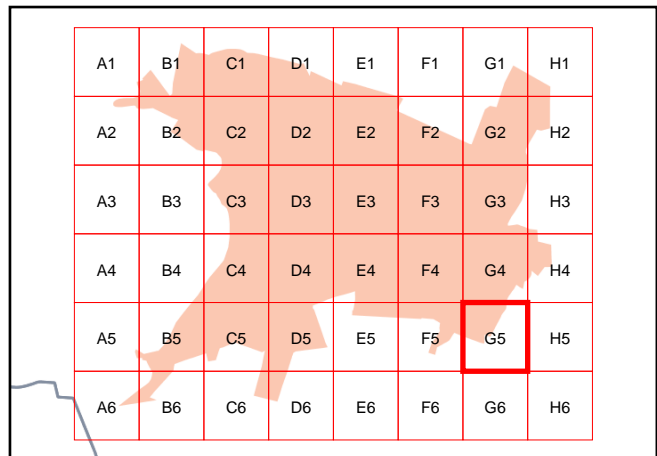 A1 B1 C1 D1 E1 F1 G1 H1
A2 B2 C2 D2 E2 F2 G2 H2
A3 B3 C3 D3 E3 F3 G3 H3
A4 B4 C4 D4 E4 F4 G4 H4
A5 B5 C5 D5 E5 F5 G5 H5
A6 B6 C6 D6 E6 F6 G6 H6